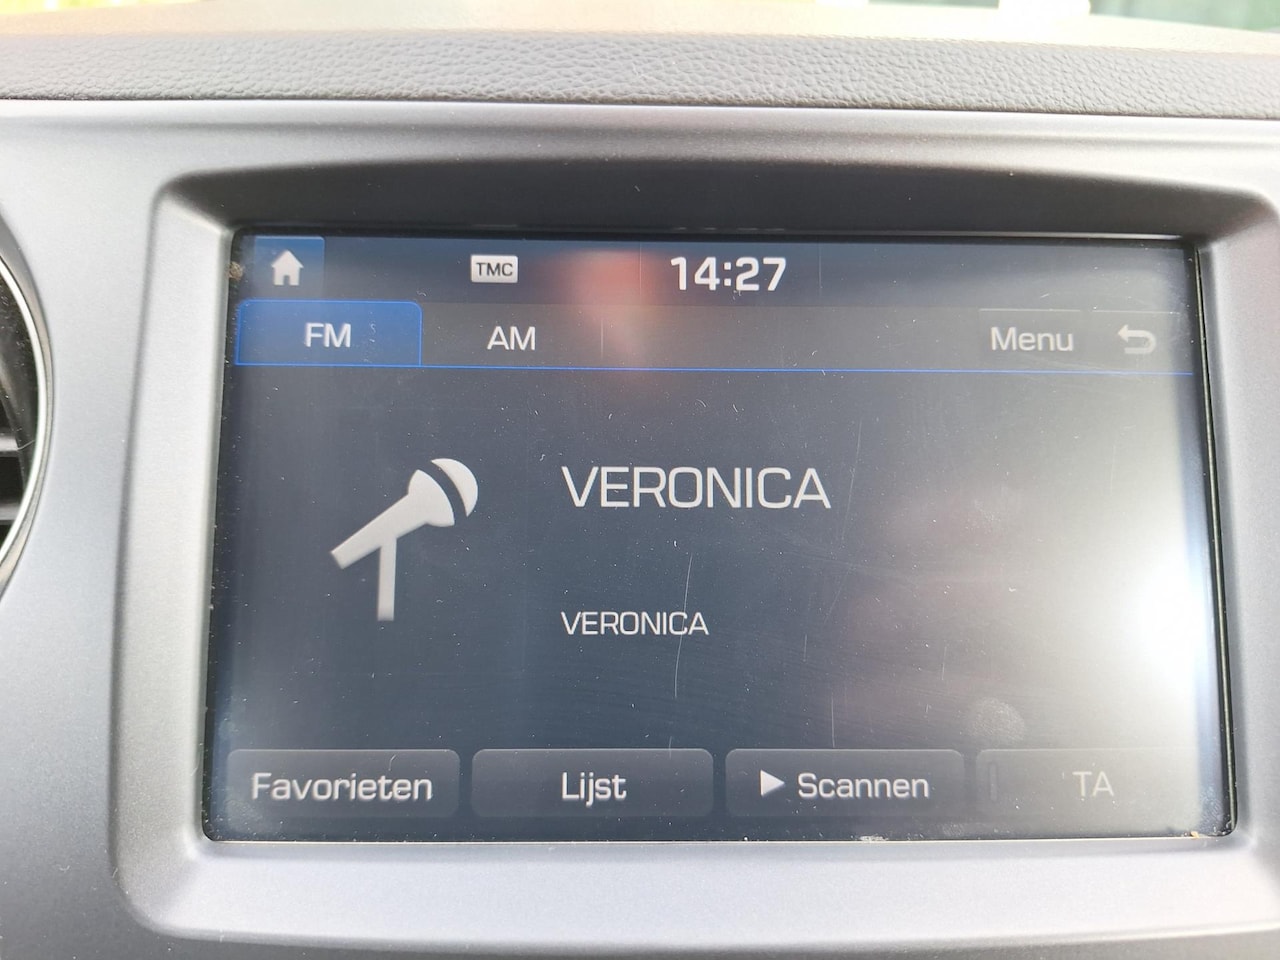 TMC 14:27
FM AM Menu
VERONICA
VERONICA
Favorieten Lijst Scannen TA